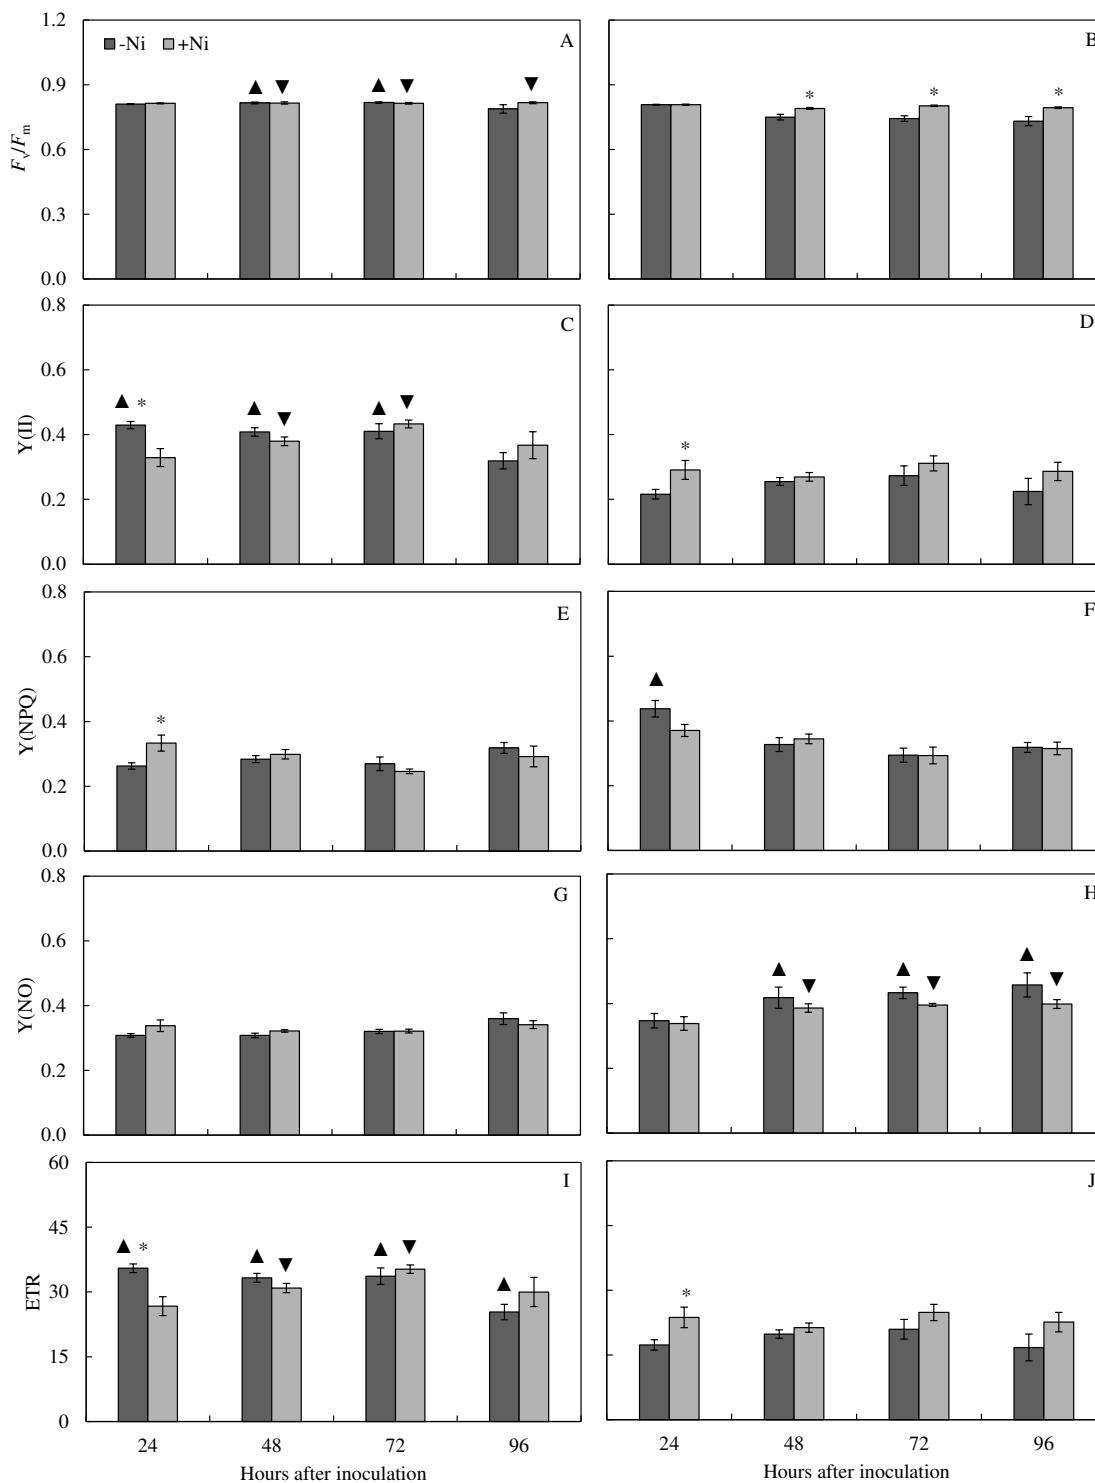 1.2
0.9
0.6
0.3
0.0
Fv/Fm
-Ni +Ni
A
▲ ▼ ▲ ▼ ▼
B
* * *
0.8
0.6
0.4
0.2
0.0
Y(II)
C
▲ * ▲ ▼ ▲ ▼
D
*
0.8
0.6
0.4
0.2
0.0
Y(NPQ)
E
*
F
▲
0.8
0.6
0.4
0.2
0.0
Y(NO)
G
H
▲ ▼ ▲ ▼ ▲ ▼
60
45
30
15
0
ETR
I
▲ * ▲ ▼ ▲ ▼ ▲
J
*
24 48 72 96
Hours after inoculation
24 48 72 96
Hours after inoculation